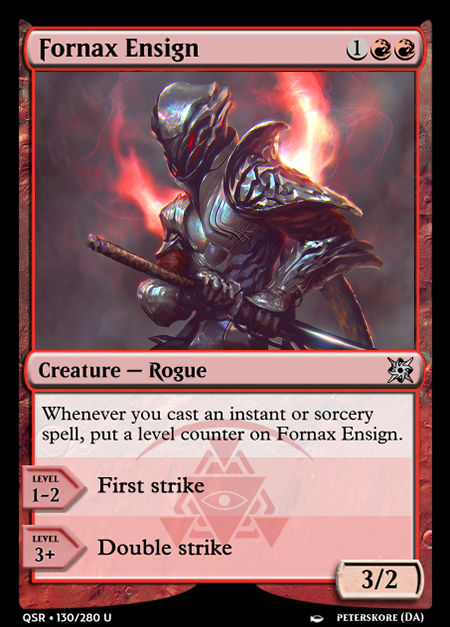 Fornax Ensign 1
Creature — Rogue
Whenever you cast an instant or sorcery
spell, put a level counter on Fornax Ensign.
LEVEL
1-2
First strike
LEVEL
3+
Double strike
3/2
QSR • 130/280 U
PETERSKORE (DA)